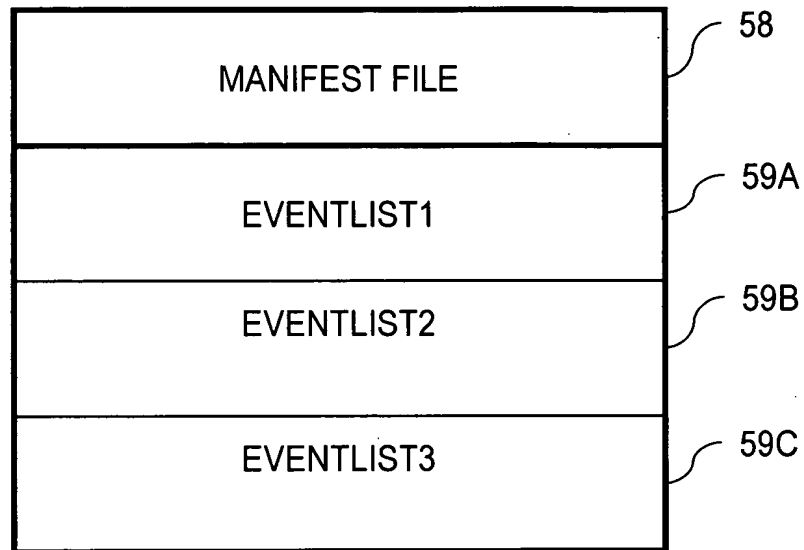 58
MANIFEST FILE
59A
EVENTLIST1
59B
EVENTLIST2
59C
EVENTLIST3